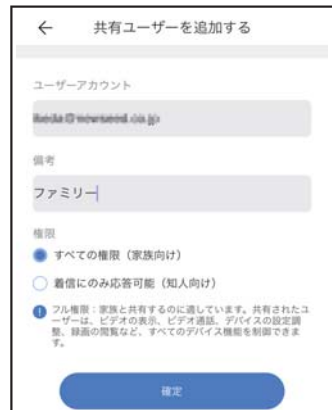 ← 共有ユーザーを追加する
ユーザーアカウント
備考
ファミリー
権限
すべての権限（家族向け）
着信にのみ応答可能（知人向け）
フル権限：家族と共有するのに適しています。共有されたユ
ーザーは、ビデオの表示、ビデオ通話、デバイスの設定調
整、録画の閲覧など、すべてのデバイス機能を制御できま
す。
確定